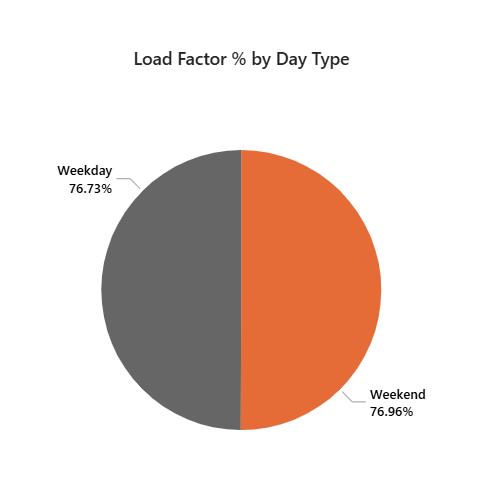 Load Factor % by Day Type
Weekday
76.73%
Weekend
76.96%